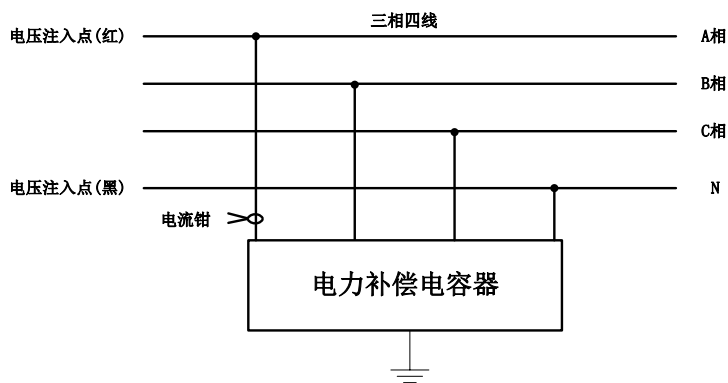 三相四线
电压注入点(红)
A相
B相
C相
电压注入点(黑)
N
电流钳
电力补偿电容器